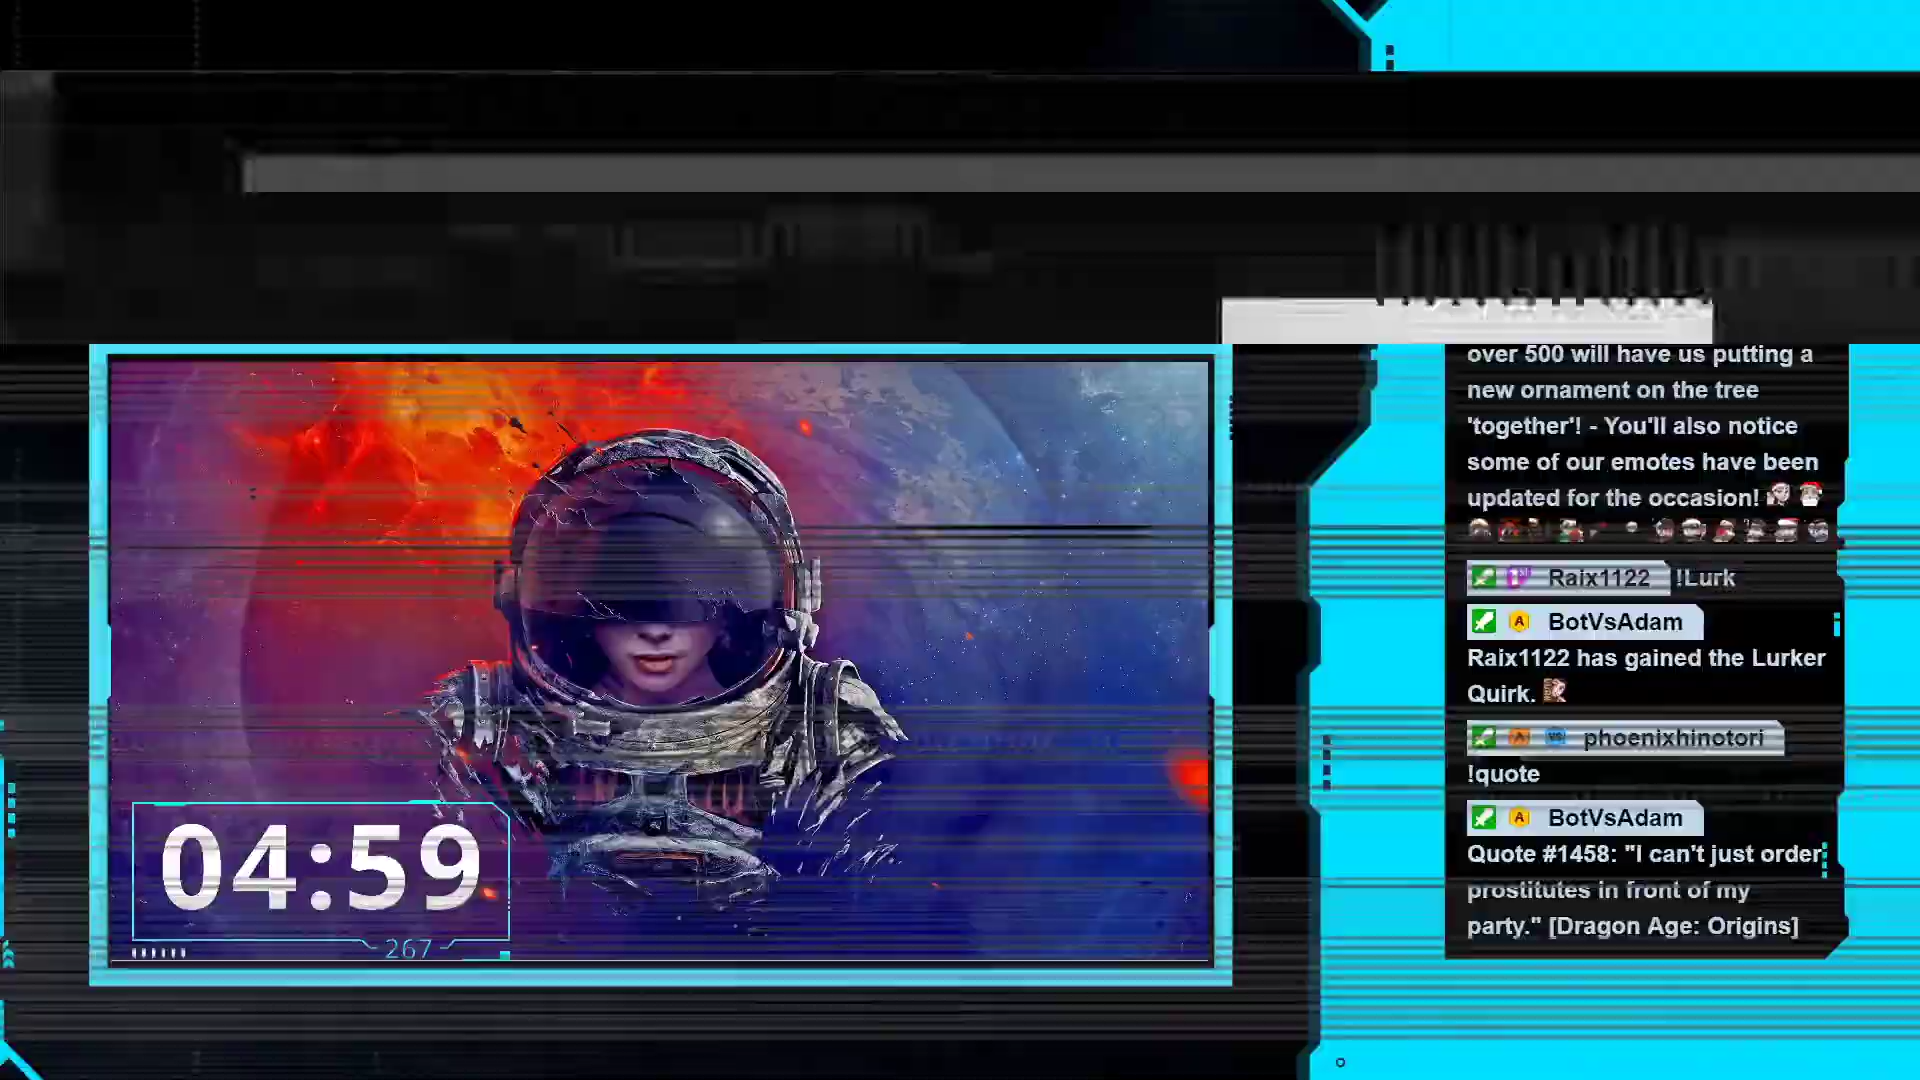 over 500 will have us putting a
new ornament on the tree
'together'! - You'll also notice
some of our emotes have been
updated for the occasion!
Raix1122 !Lurk
A BotVsAdam
Raix1122 has gained the Lurker
Quirk.
A VS phoenixhinotori
!quote
A BotVsAdam
Quote #1458: "I can't just order
prostitutes in front of my
party." [Dragon Age: Origins]
04:59
267